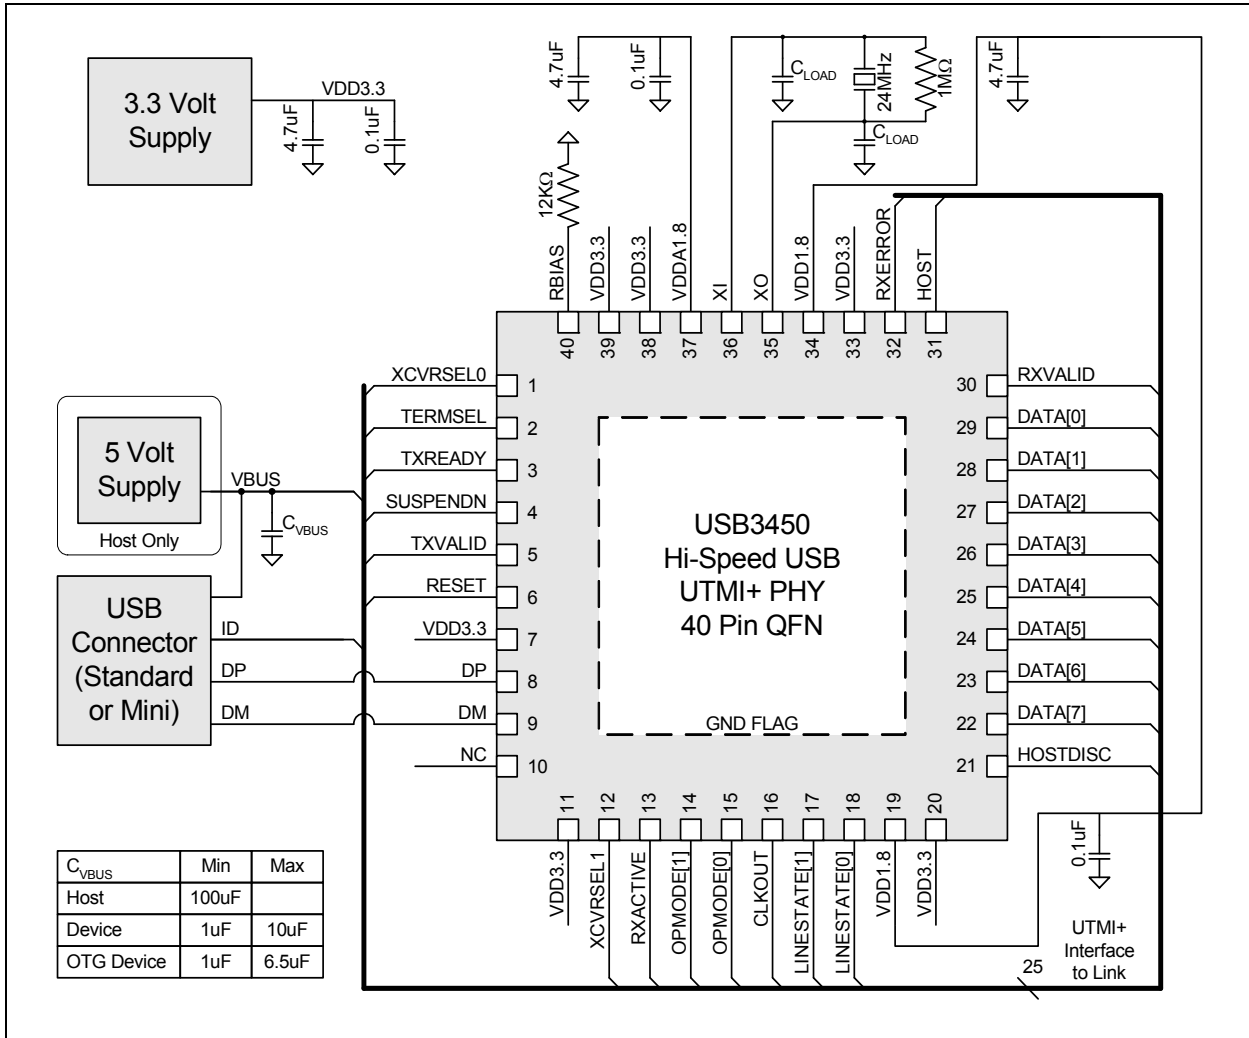 3.3 Volt
Supply
VDD3.3
4.7uF
0.1uF
4.7uF
0.1uF
C_LOAD
24MHz
1MΩ
C_LOAD
4.7uF
12KΩ
RBIAS
VDD3.3
VDD3.3
VDDA1.8
XI
XO
VDD1.8
VDD3.3
RXERROR
HOST
40
39
38
37
36
35
34
33
32
31
XCVRSEL0
1
TERMSEL
2
TXREADY
3
SUSPENDN
4
TXVALID
5
RESET
6
VDD3.3
7
DP
8
DM
9
NC
10
5 Volt
Supply
Host Only
VBUS
C_VBUS
USB
Connector
(Standard
or Mini)
ID
DP
DM
USB3450
Hi-Speed USB
UTMI+ PHY
40 Pin QFN
GND FLAG
30
RXVALID
29
DATA[0]
28
DATA[1]
27
DATA[2]
26
DATA[3]
25
DATA[4]
24
DATA[5]
23
DATA[6]
22
DATA[7]
21
HOSTDISC
11
12
13
14
15
16
17
18
19
20
VDD3.3
XCVRSEL1
RXACTIVE
OPMODE[1]
OPMODE[0]
CLKOUT
LINESTATE[1]
LINESTATE[0]
VDD1.8
VDD3.3
0.1uF
UTMI+
Interface
to Link
25
C_VBUS Min Max
Host 100uF
Device 1uF 10uF
OTG Device 1uF 6.5uF